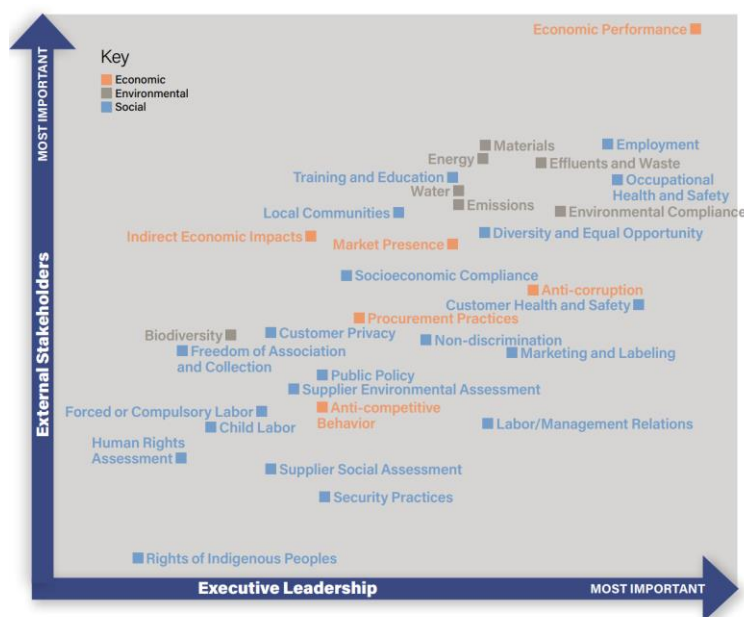 Economic Performance
MOST IMPORTANT
Key
Economic
Environmental
Social
Materials
Employment
Energy
Effluents and Waste
Training and Education
Occupational
Health and Safety
Water
Emissions
Environmental Compliance
Local Communities
Indirect Economic Impacts
Market Presence
Diversity and Equal Opportunity
Socioeconomic Compliance
Anti-corruption
Customer Health and Safety
Procurement Practices
Biodiversity
Customer Privacy
Non-discrimination
Freedom of Association
and Collection
Marketing and Labeling
Public Policy
Supplier Environmental Assessment
Forced or Compulsory Labor
Anti-competitive
Behavior
Child Labor
Labor/Management Relations
Human Rights
Assessment
Supplier Social Assessment
Security Practices
Rights of Indigenous Peoples
External Stakeholders
Executive Leadership
MOST IMPORTANT